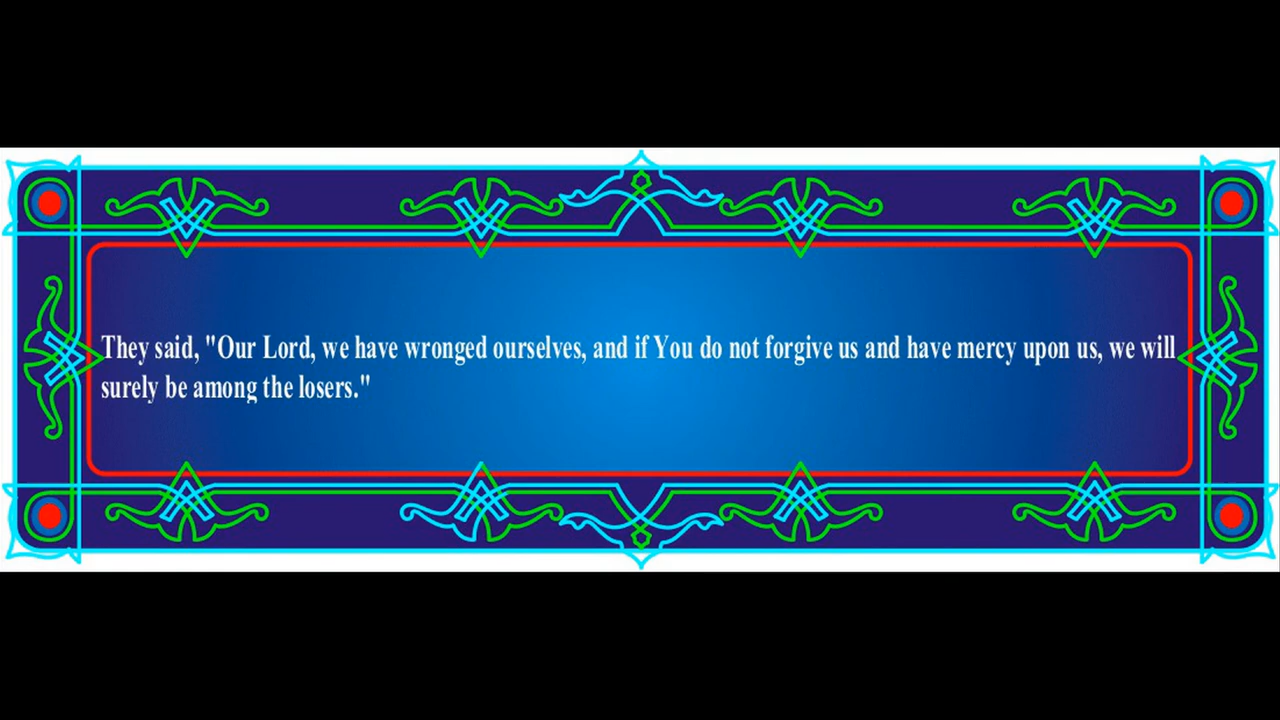 They said, "Our Lord, we have wronged ourselves, and if You do not forgive us and have mercy upon us, we will
surely be among the losers."